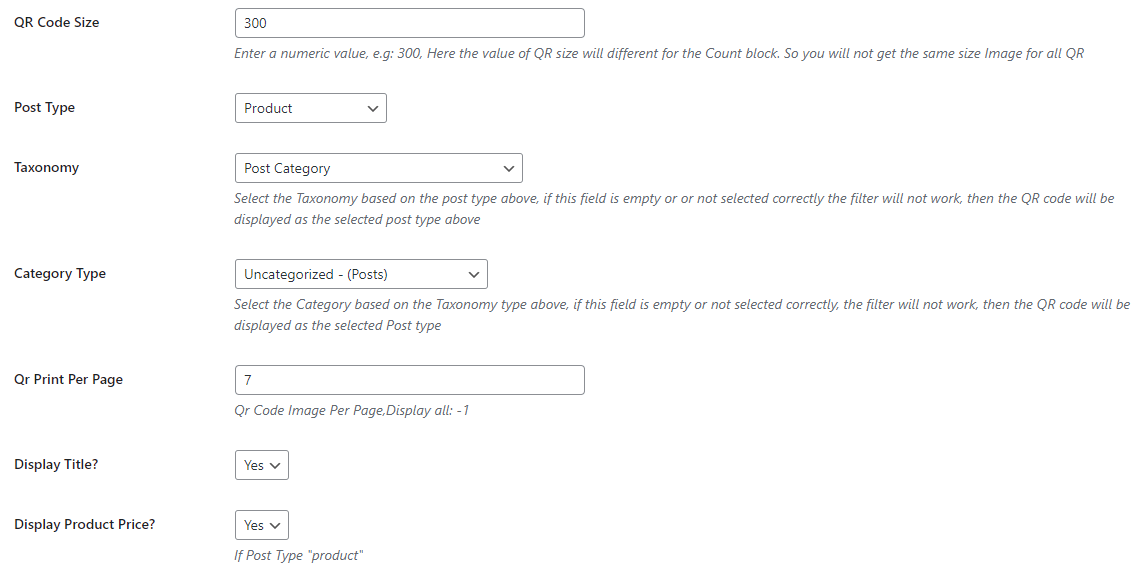 QR Code Size
300
Enter a numeric value, e.g: 300, Here the value of QR size will different for the Count block. So you will not get the same size Image for all QR
Post Type
Product
Taxonomy
Post Category
Select the Taxonomy based on the post type above, if this field is empty or or not selected correctly the filter will not work, then the QR code will be
displayed as the selected post type above
Category Type
Uncategorized - (Posts)
Select the Category based on the Taxonomy type above, if this field is empty or not selected correctly, the filter will not work, then the QR code will be
displayed as the selected Post type
Qr Print Per Page
7
Qr Code Image Per Page,Display all: -1
Display Title?
Yes
Display Product Price?
Yes
If Post Type "product"